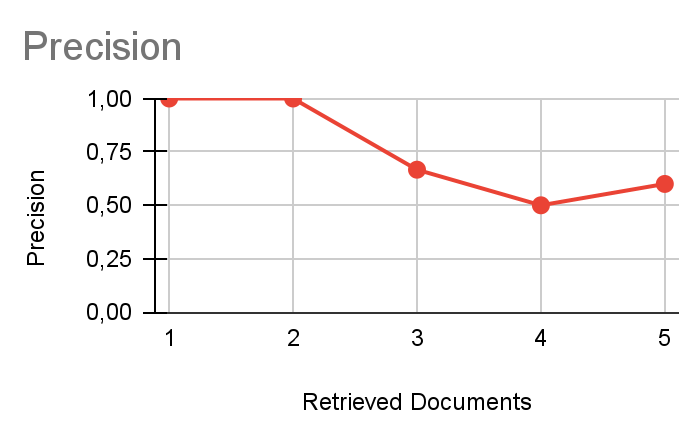 Precision
1,00
0,75
0,50
0,25
0,00
Precision
1 2 3 4 5
Retrieved Documents